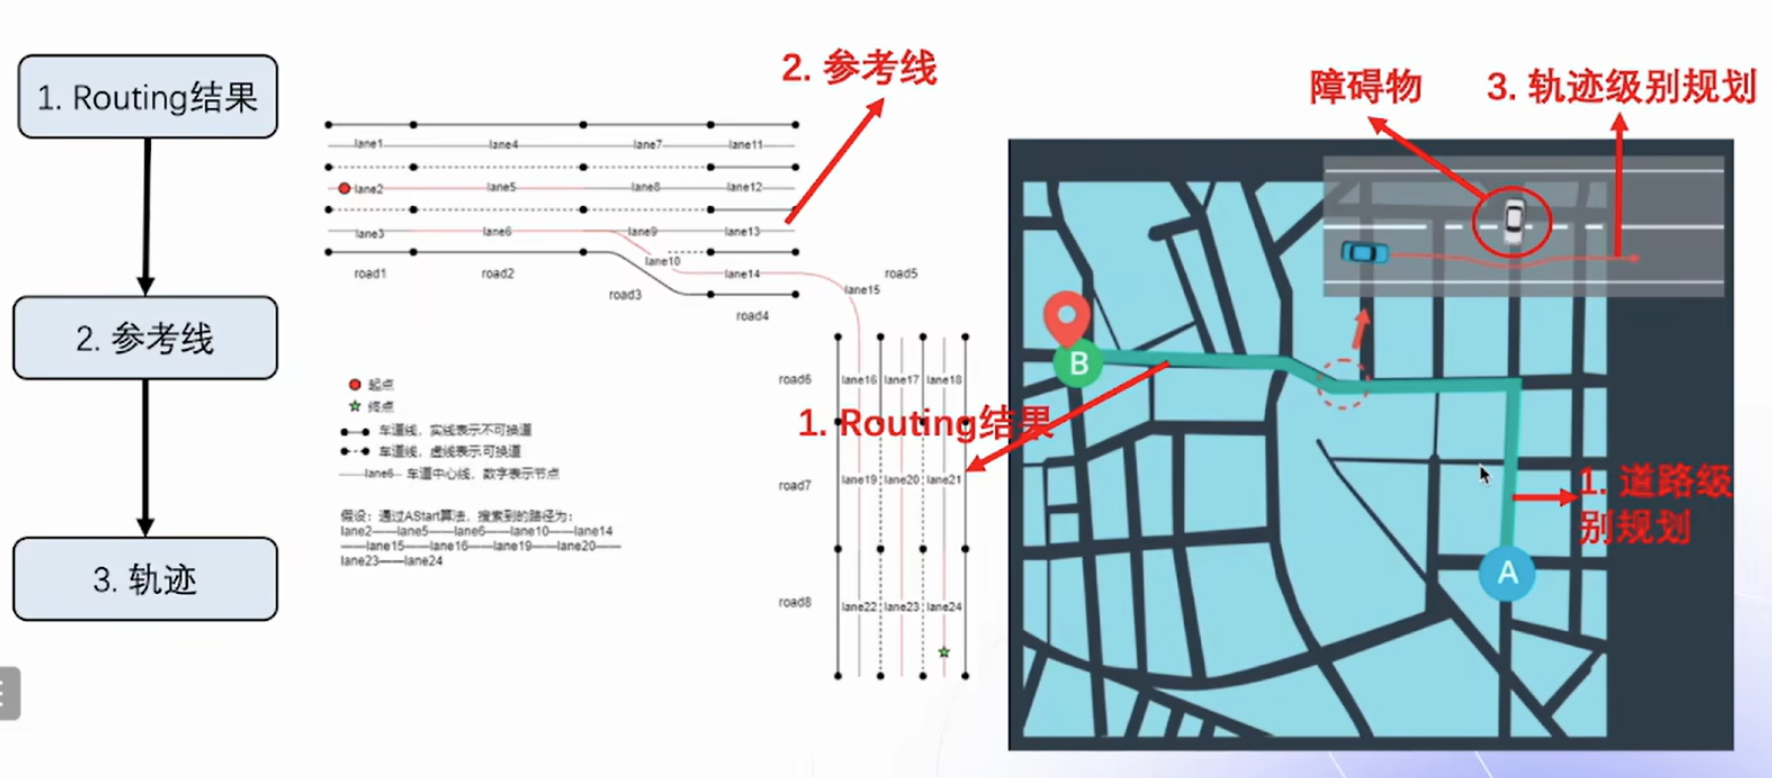 1. Routing结果
2. 参考线
3. 轨迹
2. 参考线
lane1
lane4
lane7
lane11
lane2
lane5
lane8
lane12
lane3
lane6
lane9
lane13
lane10
lane14
lane15
road1
road2
road3
road4
road5
起点
终点
车道线，实线表示不可换道
车道线，虚线表示可换道
lane6
车道中心线，数字表示节点
假设：通过AStart算法，搜索到的路径为：
lane2——lane5——lane6——lane10——lane14
——lane15——lane16——lane19——lane20——
lane23——lane24
road6
lane16
lane17
lane18
1. Routing结果
road7
lane19
lane20
lane21
road8
lane22
lane23
lane24
障碍物
3. 轨迹级别规划
B
1. 道路级
别规划
A